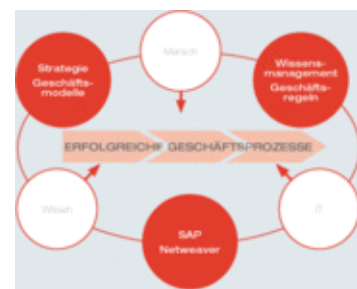 Mensch
Strategie
Geschäfts-
modelle
Wissens-
management
Geschäfts-
regeln
ERFOLGREICHE GESCHÄFTSPROZESSE
IT
SAP
Netweaver